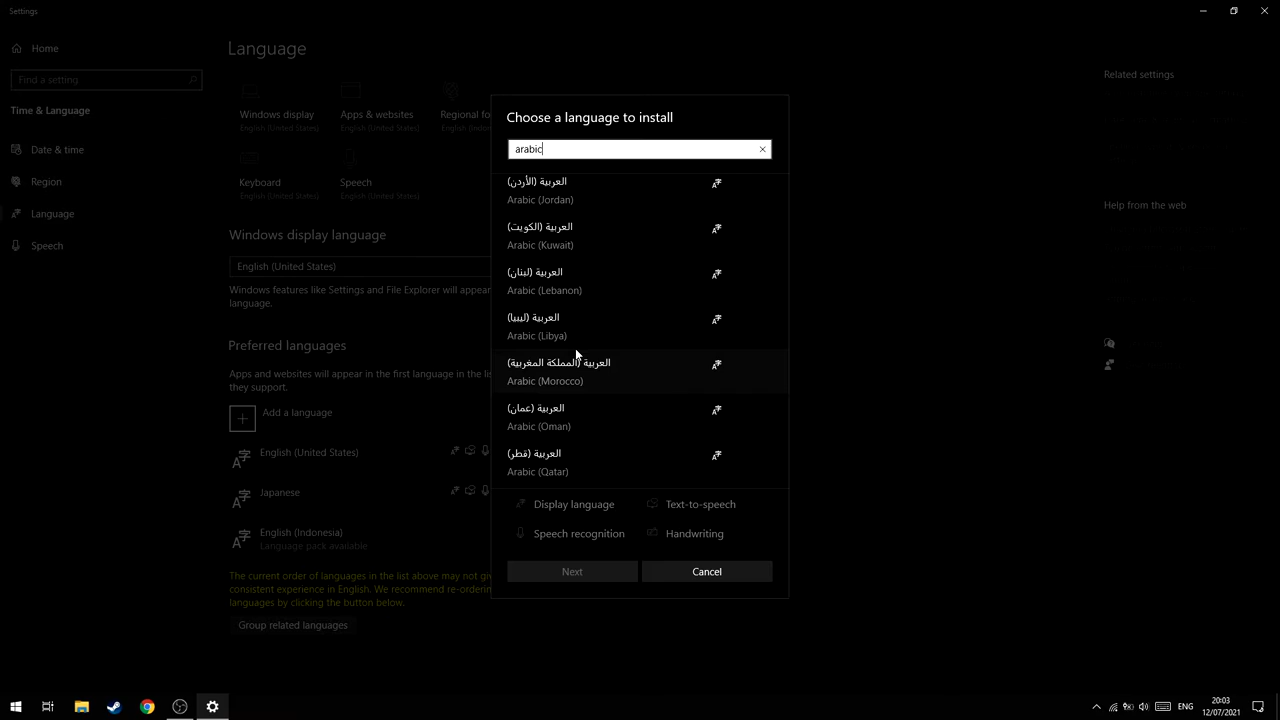 Settings
Home
Find a setting
Time & Language
Date & time
Region
Language
Speech
Language
Windows display
English (United States)
Apps & websites
English (United States)
Regional fo
English (Indones
Keyboard
English (United States)
Speech
English (United States)
Windows display language
English (United States)
Windows features like Settings and File Explorer will appear
language.
Preferred languages
Apps and websites will appear in the first language in the lis
they support.
Add a language
English (United States)
Japanese
English (Indonesia)
Language pack available
The current order of languages in the list above may not giv
consistent experience in English. We recommend re-ordering
languages by clicking the button below.
Group related languages
Choose a language to install
arabic
العربية (الأردن)
Arabic (Jordan)
العربية (الكويت)
Arabic (Kuwait)
العربية (لبنان)
Arabic (Lebanon)
العربية (ليبيا)
Arabic (Libya)
العربية (المملكة المغربية)
Arabic (Morocco)
العربية (عمان)
Arabic (Oman)
العربية (قطر)
Arabic (Qatar)
Display language
Text-to-speech
Speech recognition
Handwriting
Next
Cancel
Related settings
Help from the web
ENG
20:03
12/07/2021